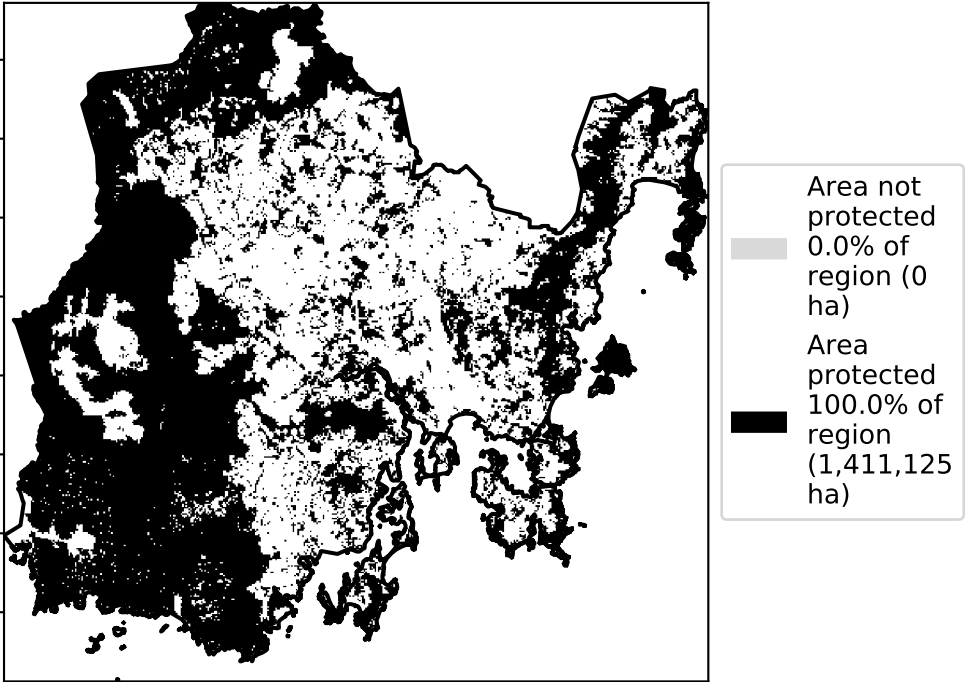 Area not
protected
0.0% of
region (0
ha)
Area
protected
100.0% of
region
(1,411,125
ha)